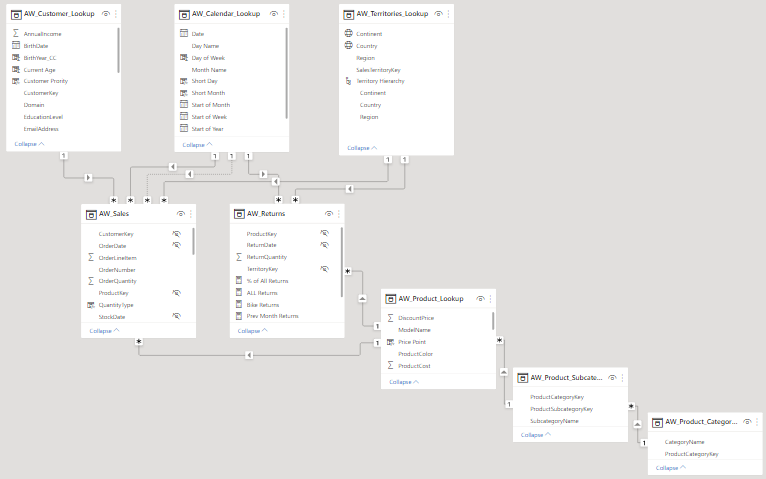 AW_Customer_Lookup
AnnualIncome
BirthDate
BirthYear_CC
Current Age
Customer Priority
CustomerKey
Domain
EducationLevel
EmailAddress
Collapse
AW_Calendar_Lookup
Date
Day Name
Day of Week
Month Name
Short Day
Short Month
Start of Month
Start of Week
Start of Year
Collapse
AW_Territories_Lookup
Continent
Country
Region
SalesTerritoryKey
Territory Hierarchy
Continent
Country
Region
Collapse
1
1
1
1
1
1
*
*
*
*
*
*
AW_Sales
CustomerKey
OrderDate
OrderLineItem
OrderNumber
OrderQuantity
ProductKey
QuantityType
StockDate
Collapse
AW_Returns
ProductKey
ReturnDate
ReturnQuantity
TerritoryKey
% of All Returns
ALL Returns
Bike Returns
Prev Month Returns
Collapse
*
1
*
1
AW_Product_Lookup
DiscountPrice
ModelName
Price Point
ProductColor
ProductCost
Collapse
*
1
AW_Product_Subcate...
ProductCategoryKey
ProductSubcategoryKey
SubcategoryName
Collapse
*
1
AW_Product_Categor...
CategoryName
ProductCategoryKey
Collapse